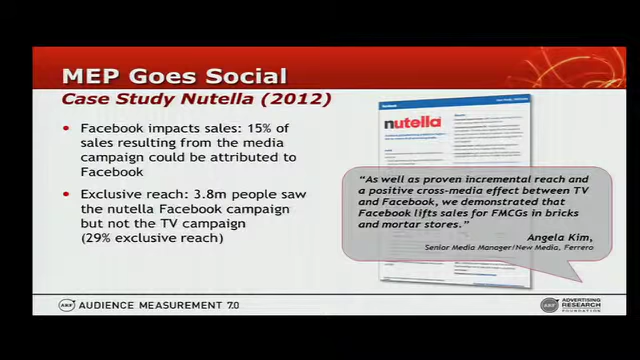 MEP Goes Social
Case Study Nutella (2012)
• Facebook impacts sales: 15% of
sales resulting from the media
campaign could be attributed to
Facebook
• Exclusive reach: 3.8m people saw
the nutella Facebook campaign
but not the TV campaign
(29% exclusive reach)
nutella
“As well as proven incremental reach and
a positive cross-media effect between TV
and Facebook, we demonstrated that
Facebook lifts sales for FMCGs in bricks
and mortar stores.”
Angela Kim,
Senior Media Manager/New Media, Ferrero
ARF AUDIENCE MEASUREMENT 7.0
ARF ADVERTISING
RESEARCH
FOUNDATION